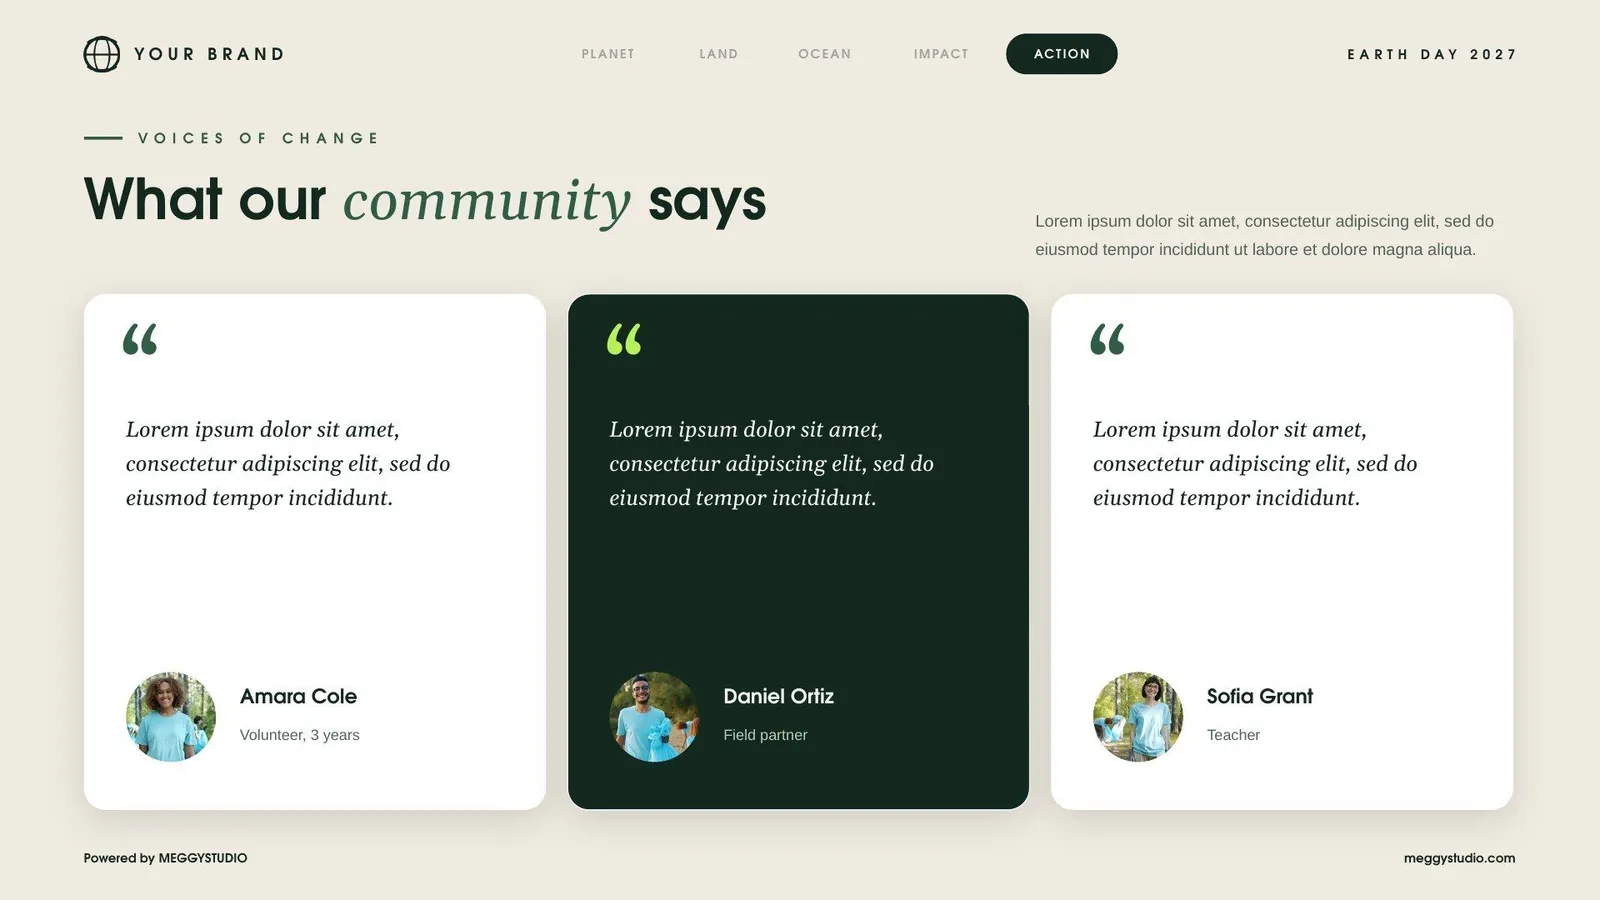 YOUR BRAND
PLANET
LAND
OCEAN
IMPACT
ACTION
EARTH DAY 2027
VOICES OF CHANGE
What our community says
Lorem ipsum dolor sit amet, consectetur adipiscing elit, sed do
eiusmod tempor incididunt ut labore et dolore magna aliqua.
“
Lorem ipsum dolor sit amet,
consectetur adipiscing elit, sed do
eiusmod tempor incididunt.
Amara Cole
Volunteer, 3 years
“
Lorem ipsum dolor sit amet,
consectetur adipiscing elit, sed do
eiusmod tempor incididunt.
Daniel Ortiz
Field partner
“
Lorem ipsum dolor sit amet,
consectetur adipiscing elit, sed do
eiusmod tempor incididunt.
Sofia Grant
Teacher
Powered by MEGGYSTUDIO
meggystudio.com